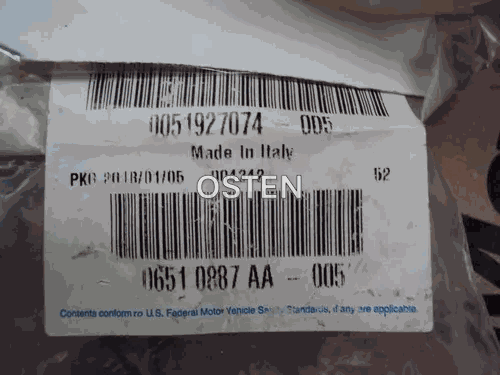 0051927074 - 005
Made In Italy
PKG 2018/01/05 52
OSTEN
0651 0887 AA - 005
Contents conform to U.S. Federal Motor Vehicle Safety Standards, if any are applicable.